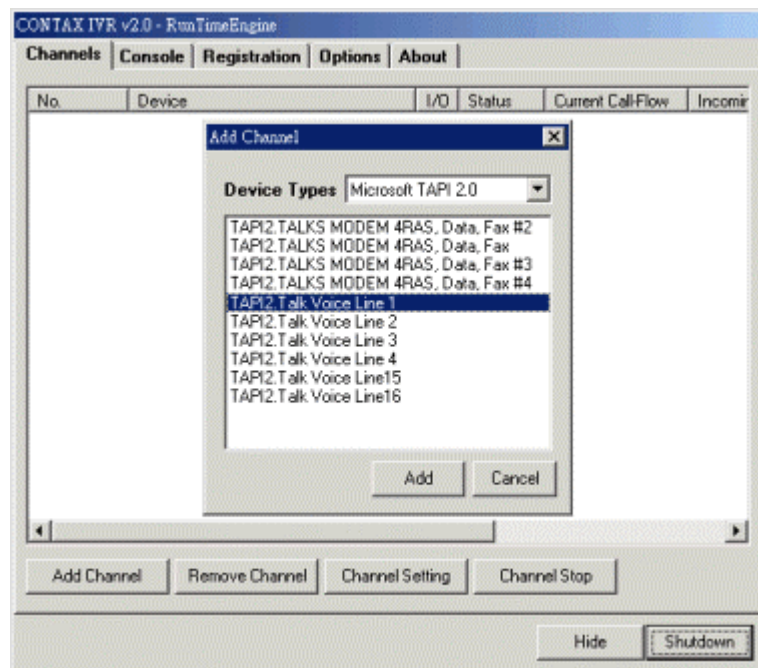 CONTAX IVR v2.0 - RunTimeEngine
Channels Console Registration Options About
No. Device I/O Status Current Call-Flow Incomir
Add Channel
Device Types Microsoft TAPI 2.0
TAPI2.TALKS MODEM 4RAS, Data, Fax #2
TAPI2.TALKS MODEM 4RAS, Data, Fax
TAPI2.TALKS MODEM 4RAS, Data, Fax #3
TAPI2.TALKS MODEM 4RAS, Data, Fax #4
TAPI2.Talk Voice Line 1
TAPI2.Talk Voice Line 2
TAPI2.Talk Voice Line 3
TAPI2.Talk Voice Line 4
TAPI2.Talk Voice Line15
TAPI2.Talk Voice Line16
Add Cancel
Add Channel Remove Channel Channel Setting Channel Stop
Hide Shutdown